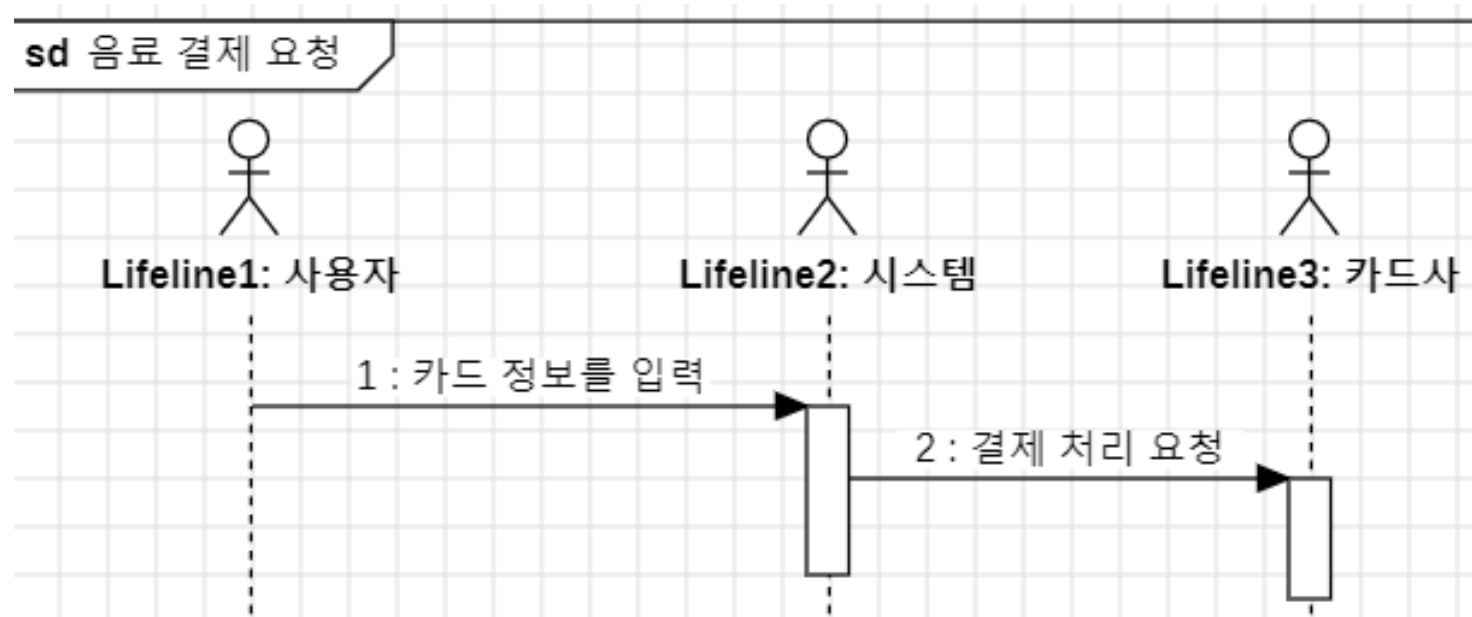 sd 음료 결제 요청
Lifeline1: 사용자
Lifeline2: 시스템
Lifeline3: 카드사
1 : 카드 정보를 입력
2 : 결제 처리 요청